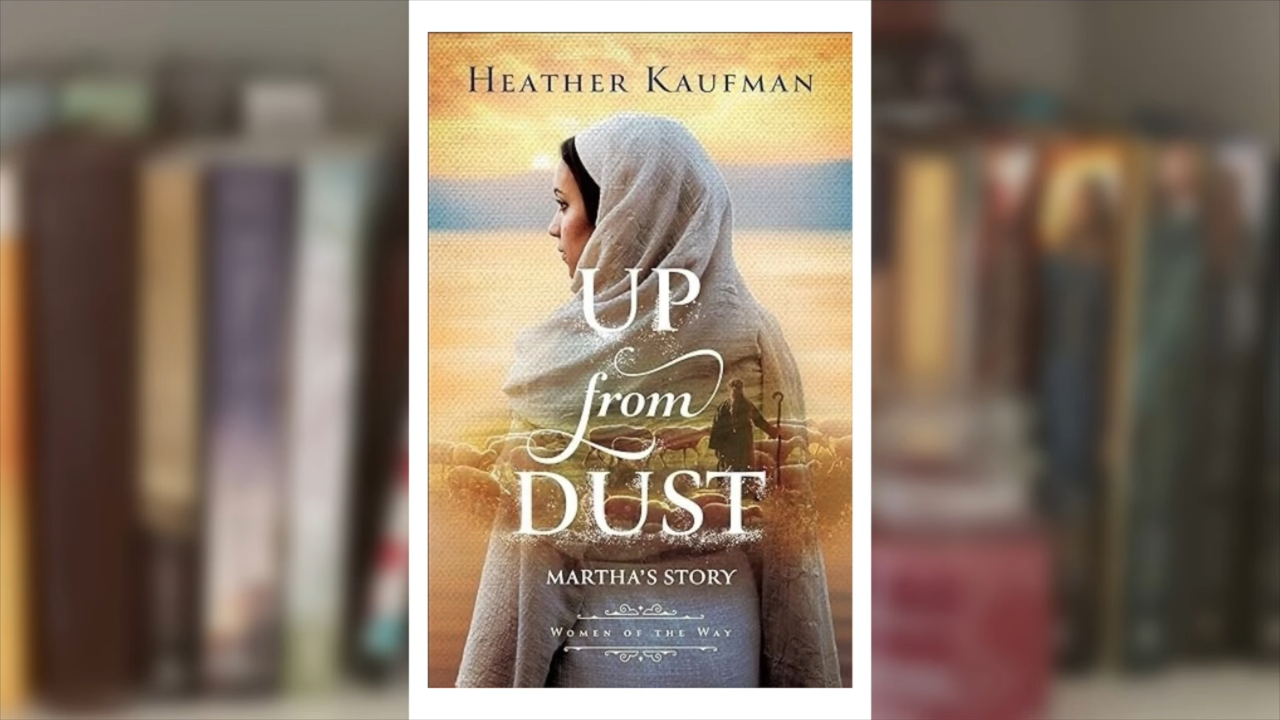 HEATHER KAUFMAN
UP
from
DUST
MARTHA'S STORY
WOMEN OF THE WAY